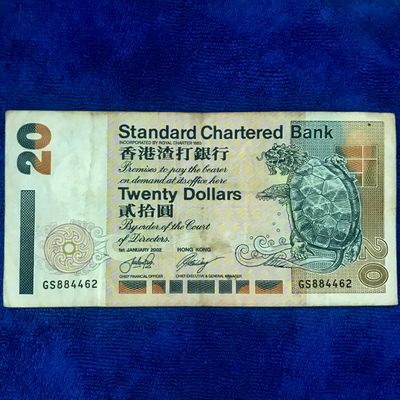 20
Standard Chartered Bank
INCORPORATED BY ROYAL CHARTER 1853
香港渣打銀行
Promises to pay the bearer
on demand at its office here
Twenty Dollars
貳拾圓
By order of the Court
of Directors.
1st JANUARY 2002 HONG KONG
CHIEF FINANCIAL OFFICER CHIEF EXECUTIVE & GENERAL MANAGER
GS884462 GS884462
20